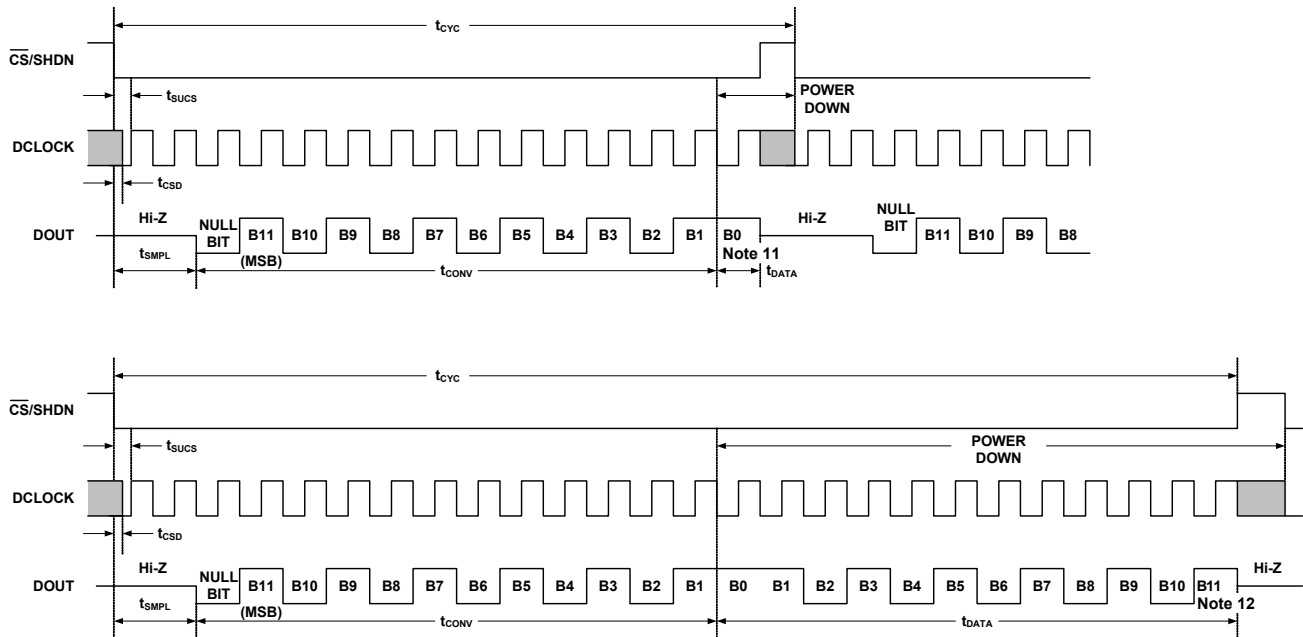 tCYC
CS/SHDN
POWER
DOWN
tSUCS
DCLOCK
tCSD
Hi-Z
NULL
BIT
Hi-Z
NULL
BIT
DOUT
B11 B10 B9 B8 B7 B6 B5 B4 B3 B2 B1 B0
B11 B10 B9 B8
(MSB)
Note 11
tSMPL
tCONV
tDATA
tCYC
CS/SHDN
tSUCS
POWER
DOWN
DCLOCK
tCSD
Hi-Z
NULL
BIT
Hi-Z
DOUT
B11 B10 B9 B8 B7 B6 B5 B4 B3 B2 B1 B0 B1 B2 B3 B4 B5 B6 B7 B8 B9 B10 B11
(MSB)
Note 12
tSMPL
tCONV
tDATA